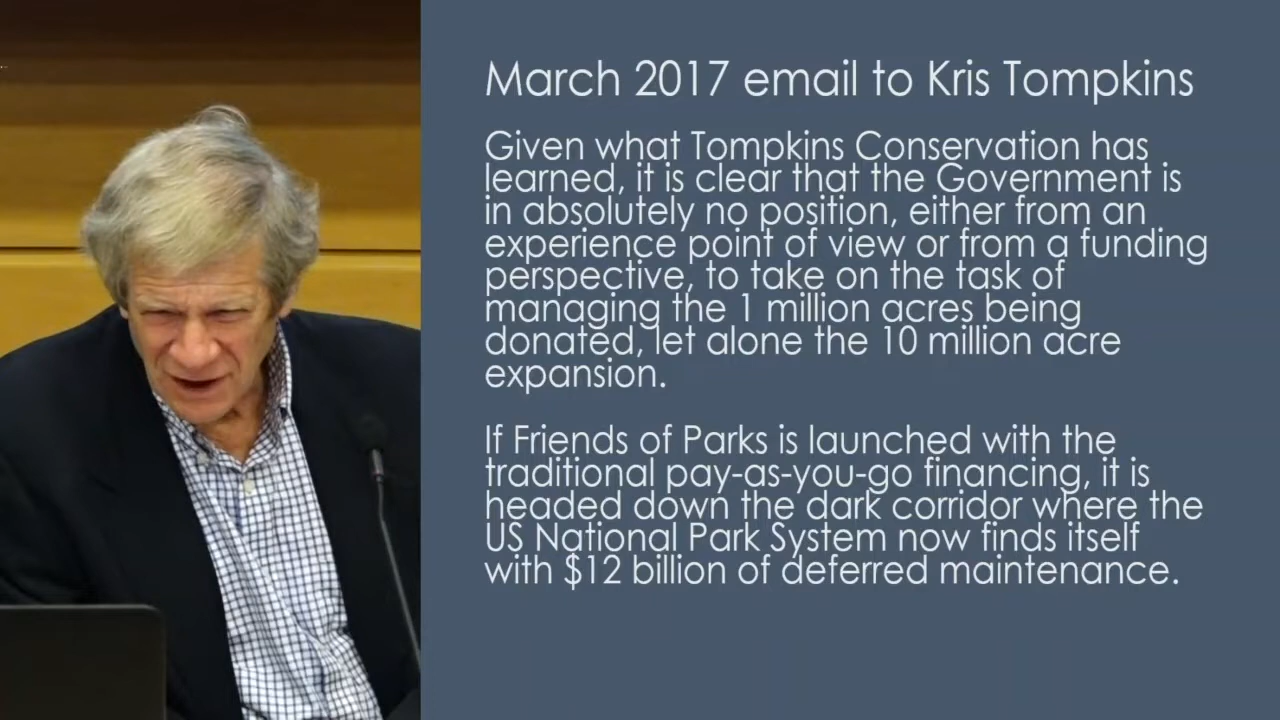 March 2017 email to Kris Tompkins
Given what Tompkins Conservation has
learned, it is clear that the Government is
in absolutely no position, either from an
experience point of view or from a funding
perspective, to take on the task of
managing the 1 million acres being
donated, let alone the 10 million acre
expansion.
If Friends of Parks is launched with the
traditional pay-as-you-go financing, it is
headed down the dark corridor where the
US National Park System now finds itself
with $12 billion of deferred maintenance.